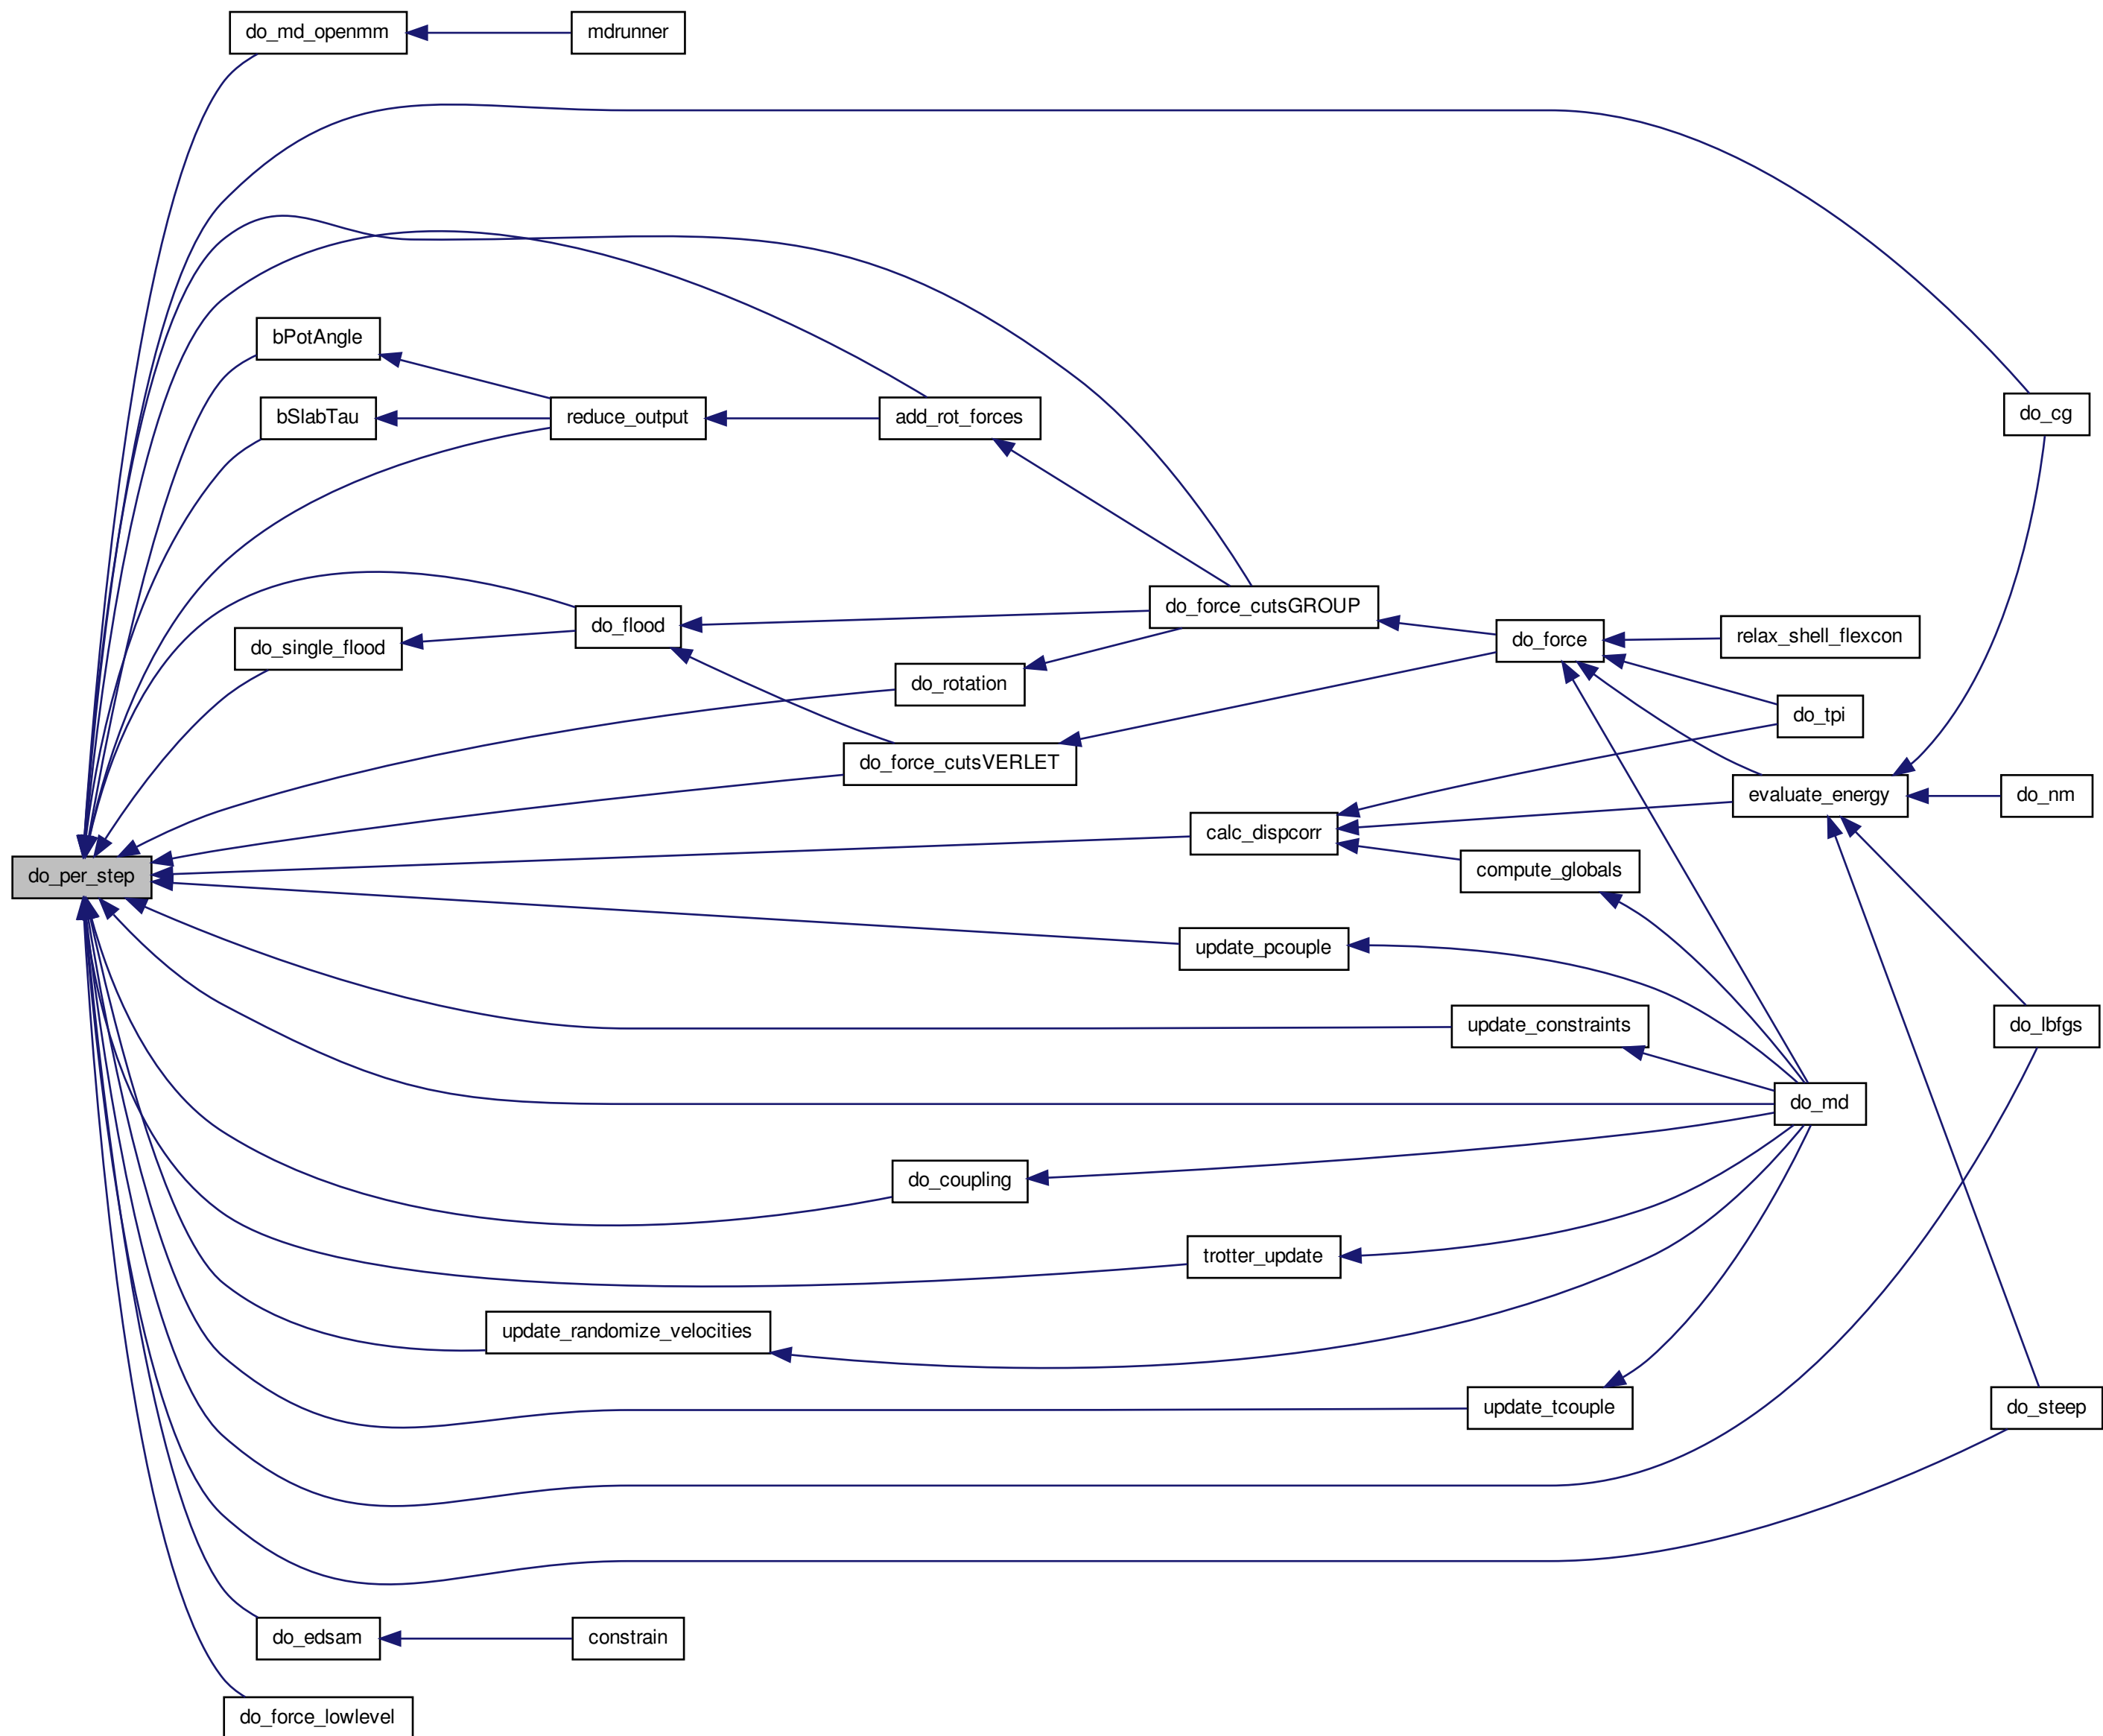 do_md_openmm
mdrunner
bPotAngle
do_cg
bSlabTau
reduce_output
add_rot_forces
do_force_cutsGROUP
do_flood
do_single_flood
do_force
relax_shell_flexcon
do_rotation
do_tpi
do_force_cutsVERLET
evaluate_energy
do_nm
calc_dispcorr
do_per_step
compute_globals
update_pcouple
update_constraints
do_lbfgs
do_md
do_coupling
trotter_update
update_randomize_velocities
update_tcouple
do_steep
do_edsam
constrain
do_force_lowlevel